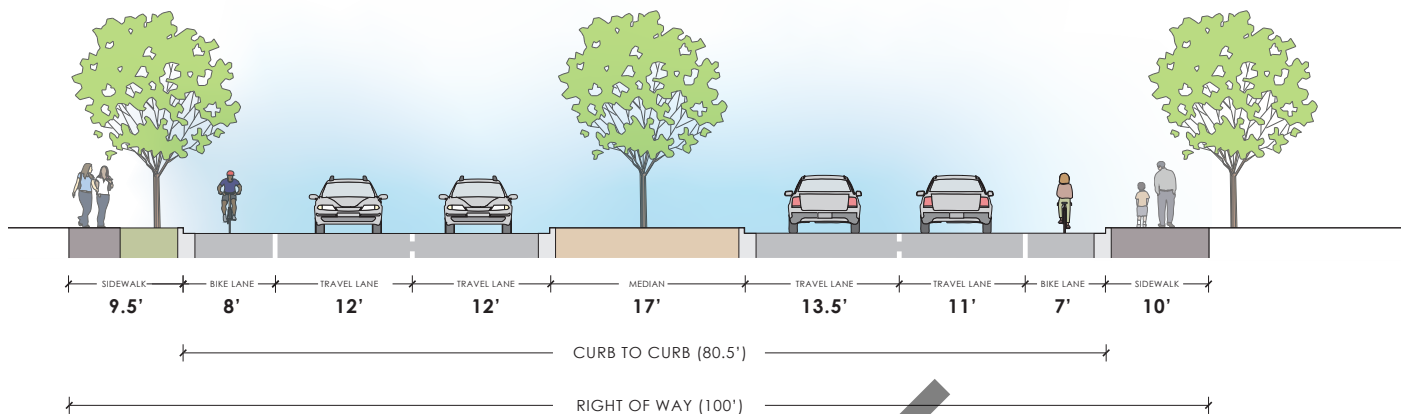 SIDEWALK BIKE LANE TRAVEL LANE TRAVEL LANE MEDIAN TRAVEL LANE TRAVEL LANE BIKE LANE SIDEWALK
9.5’ 8’ 12’ 12’ 17’ 13.5’ 11’ 7’ 10’
CURB TO CURB (80.5’)
RIGHT OF WAY (100’)